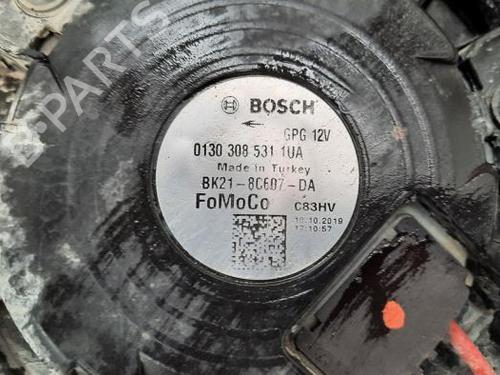 B-PARTS
BOSCH
GPG 12V
0130 308 531 1UA
Made in Turkey
BK21-8C607-DA
FoMoCo C83HV
18.10.2019
17:10:57